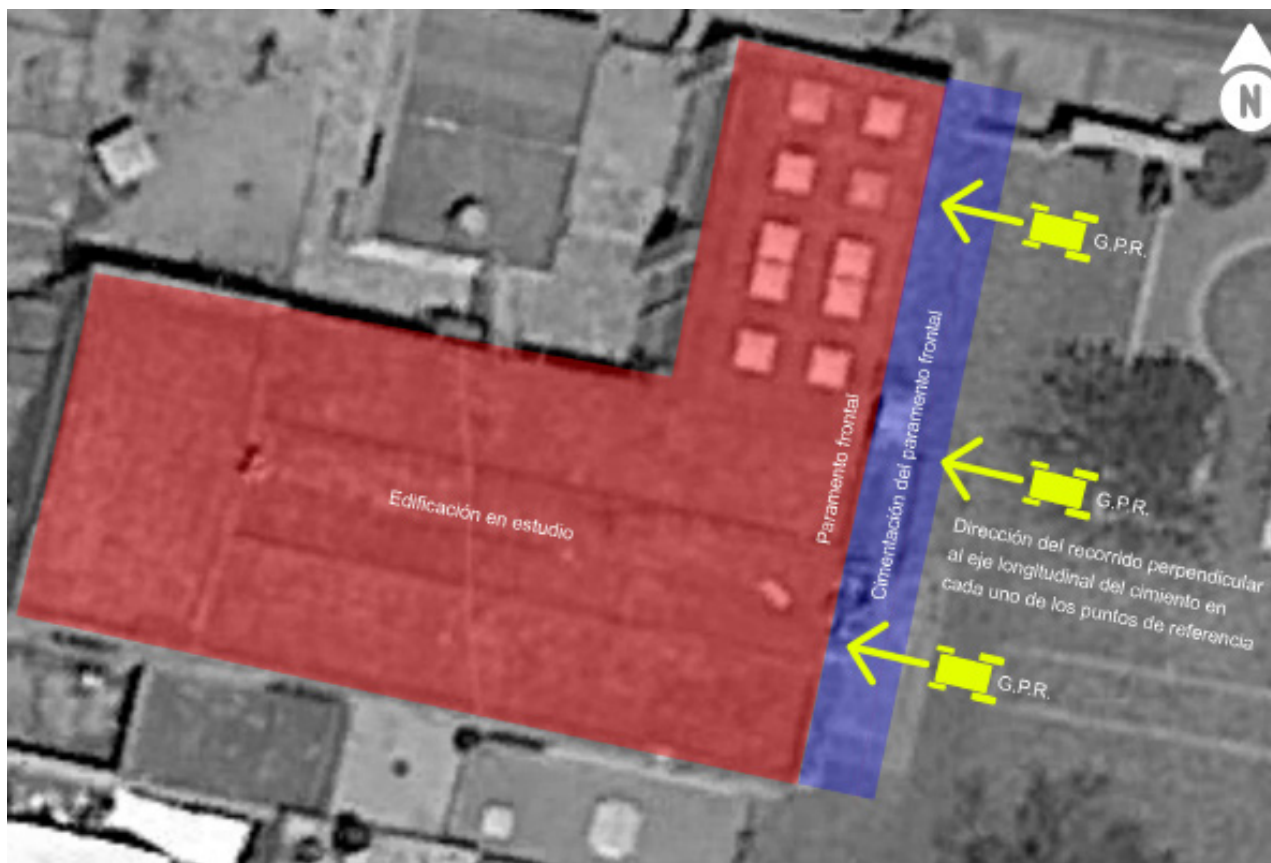 N
G.P.R.
Cimentación del paramento frontal
Paramento frontal
Edificación en estudio
G.P.R.
Dirección del recorrido perpendicular
al eje longitudinal del cimiento en
cada uno de los puntos de referencia
G.P.R.